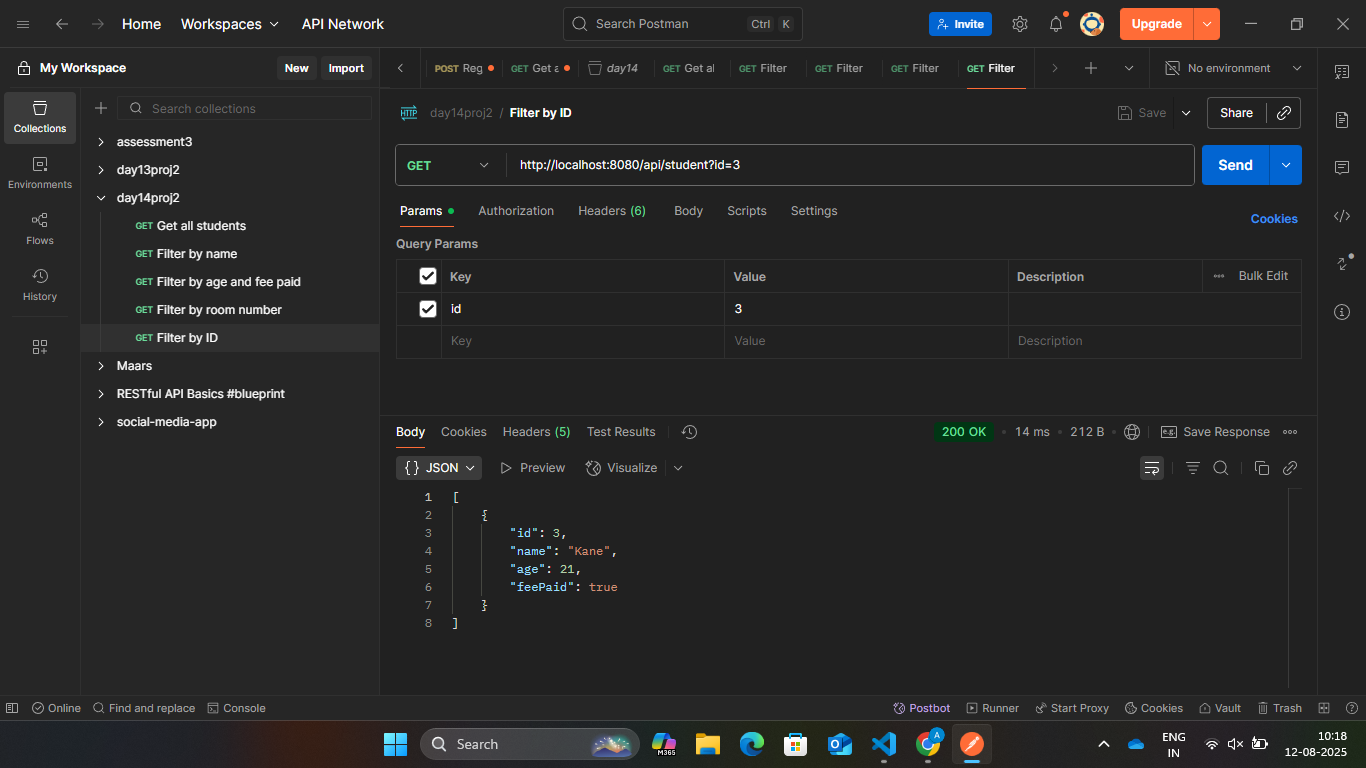 Home Workspaces API Network Search Postman Ctrl K Invite Upgrade
My Workspace New Import POST Reg GET Get a day14 GET Get al GET Filter GET Filter GET Filter GET Filter No environment
Collections
Environments
Flows
History
Search collections
assessment3
day13proj2
day14proj2
GET Get all students
GET Filter by name
GET Filter by age and fee paid
GET Filter by room number
GET Filter by ID
Maars
RESTful API Basics #blueprint
social-media-app
HTTP day14proj2 / Filter by ID Save Share
GET http://localhost:8080/api/student?id=3 Send
Params Authorization Headers (6) Body Scripts Settings Cookies
Query Params
Key Value Description Bulk Edit
id 3
Key Value Description
Body Cookies Headers (5) Test Results 200 OK 14 ms 212 B e.g. Save Response
{} JSON Preview Visualize
1 [
2 {
3 "id": 3,
4 "name": "Kane",
5 "age": 21,
6 "feePaid": true
7 }
8 ]
Online Find and replace Console Postbot Runner Start Proxy Cookies Vault Trash
Search M365 A ENG IN 10:18 12-08-2025